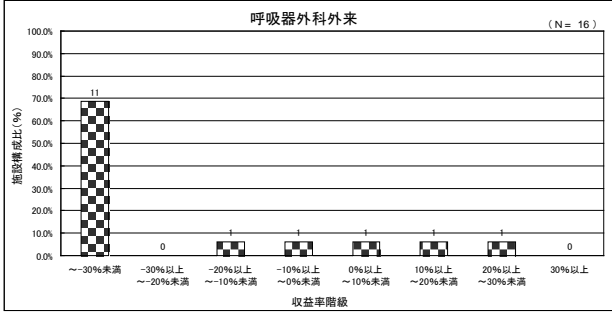 呼吸器外科外来
(N= 16)
100.0%
90.0%
80.0%
70.0%
60.0%
50.0%
40.0%
30.0%
20.0%
10.0%
0.0%
施設構成比(%)
11
0
1
1
1
1
1
0
～-30%未満
-30%以上
～-20%未満
-20%以上
～-10%未満
-10%以上
～0%未満
0%以上
～10%未満
10%以上
～20%未満
20%以上
～30%未満
30%以上
収益率階級